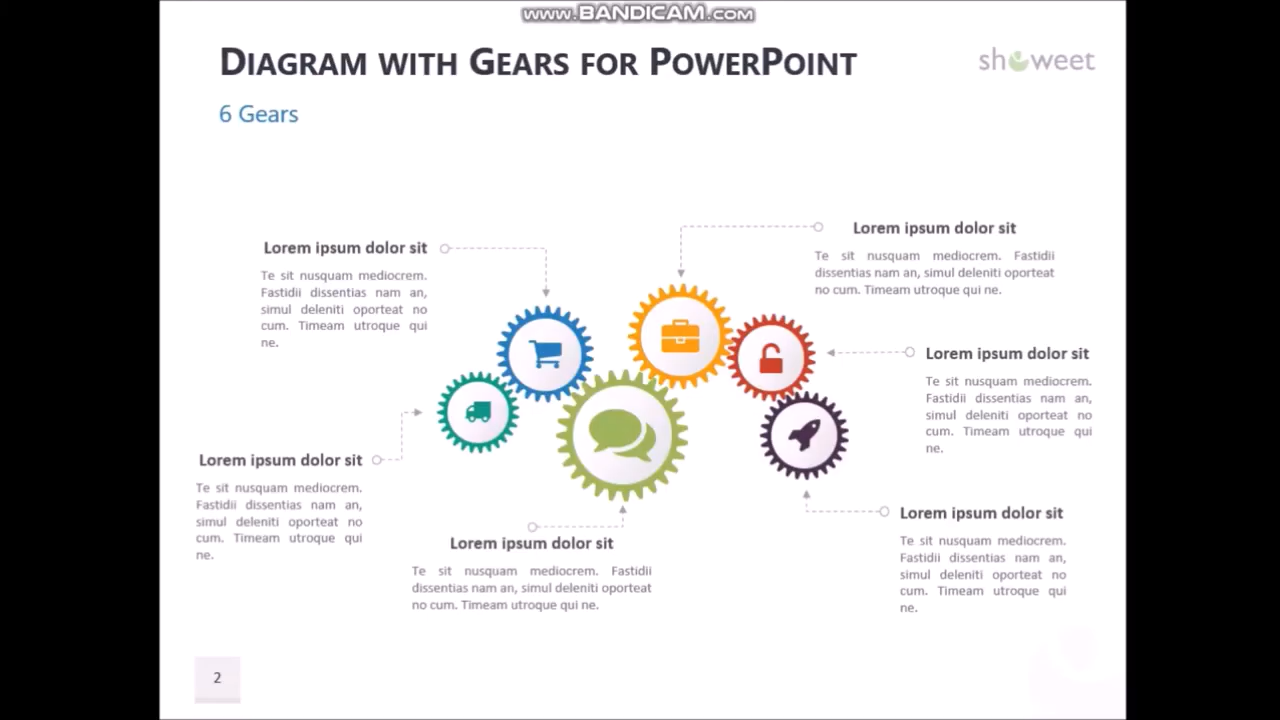 www.BANDICAM.com
DIAGRAM WITH GEARS FOR POWERPOINT
showeet
6 Gears
Lorem ipsum dolor sit
Te sit nusquam mediocrem.
Fastidii dissentias nam an,
simul deleniti oporteat no
cum. Timeam utroque qui
ne.
Lorem ipsum dolor sit
Te sit nusquam mediocrem. Fastidii
dissentias nam an, simul deleniti oporteat
no cum. Timeam utroque qui ne.
Lorem ipsum dolor sit
Te sit nusquam mediocrem.
Fastidii dissentias nam an,
simul deleniti oporteat no
cum. Timeam utroque qui
ne.
Lorem ipsum dolor sit
Te sit nusquam mediocrem.
Fastidii dissentias nam an,
simul deleniti oporteat no
cum. Timeam utroque qui
ne.
Lorem ipsum dolor sit
Te sit nusquam mediocrem. Fastidii
dissentias nam an, simul deleniti oporteat
no cum. Timeam utroque qui ne.
Lorem ipsum dolor sit
Te sit nusquam mediocrem.
Fastidii dissentias nam an,
simul deleniti oporteat no
cum. Timeam utroque qui
ne.
2